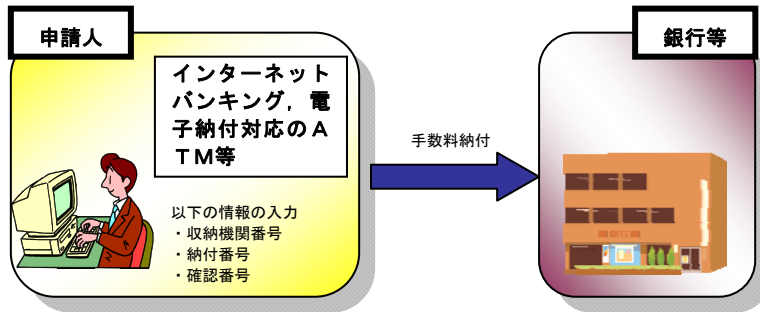 申請人
インターネット
バンキング，電
子納付対応のＡ
ＴＭ等
以下の情報の入力
・収納機関番号
・納付番号
・確認番号
手数料納付
銀行等